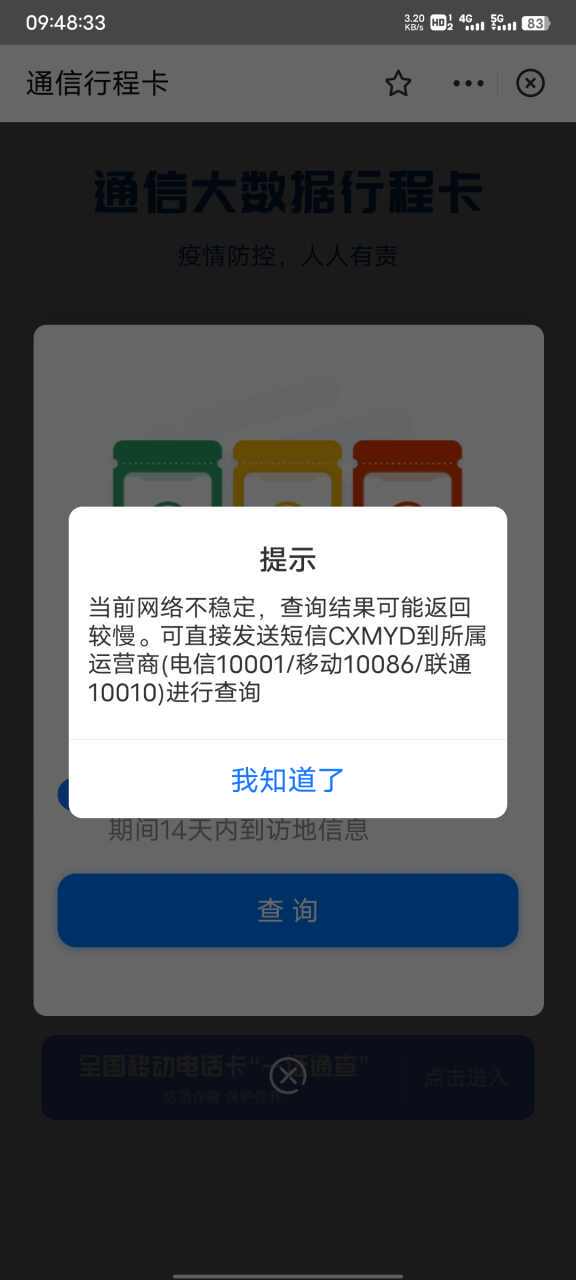 09:48:33
3.20 KB/s HD 1 2 4G 5G 83
通信行程卡
通信大数据行程卡
疫情防控，人人有责
提示
当前网络不稳定，查询结果可能返回
较慢。可直接发送短信CXMYD到所属
运营商(电信10001/移动10086/联通
10010)进行查询
我知道了
期间14天内到访地信息
查 询
全国移动电话卡“一证通查”
点击进入